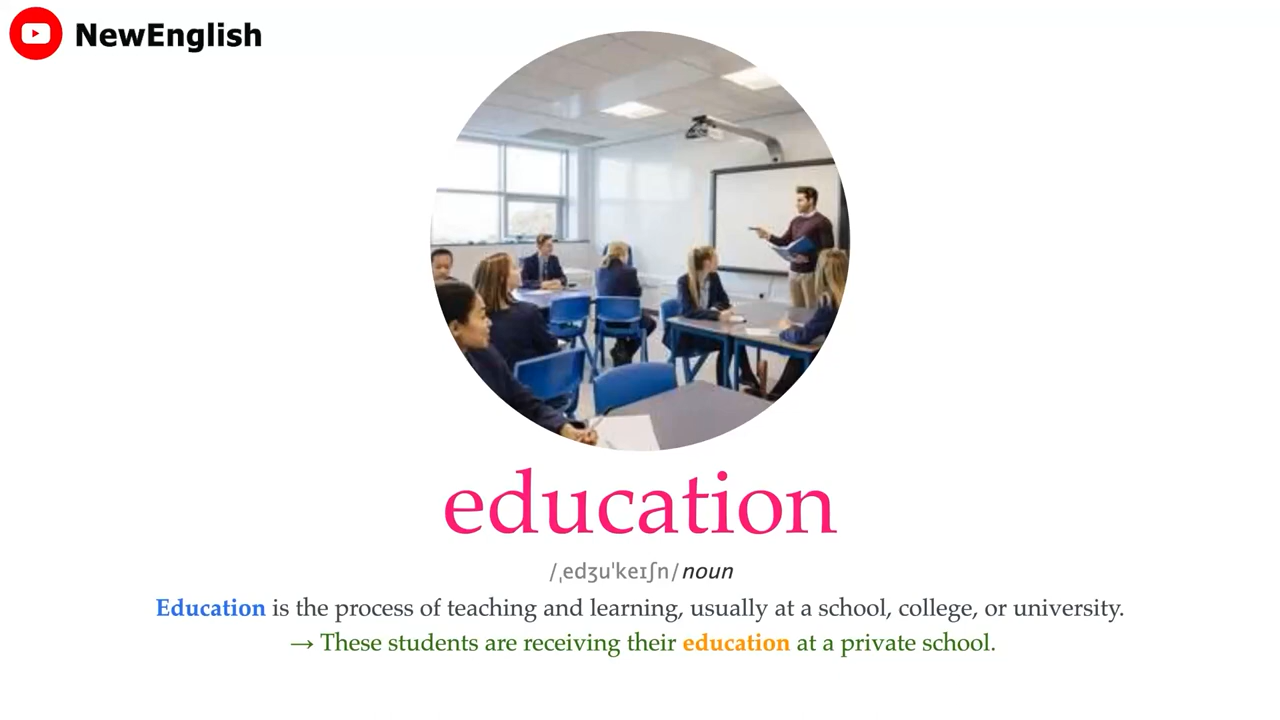 NewEnglish
education
/ˌedʒuˈkeɪʃn/ noun
Education is the process of teaching and learning, usually at a school, college, or university.
→ These students are receiving their education at a private school.